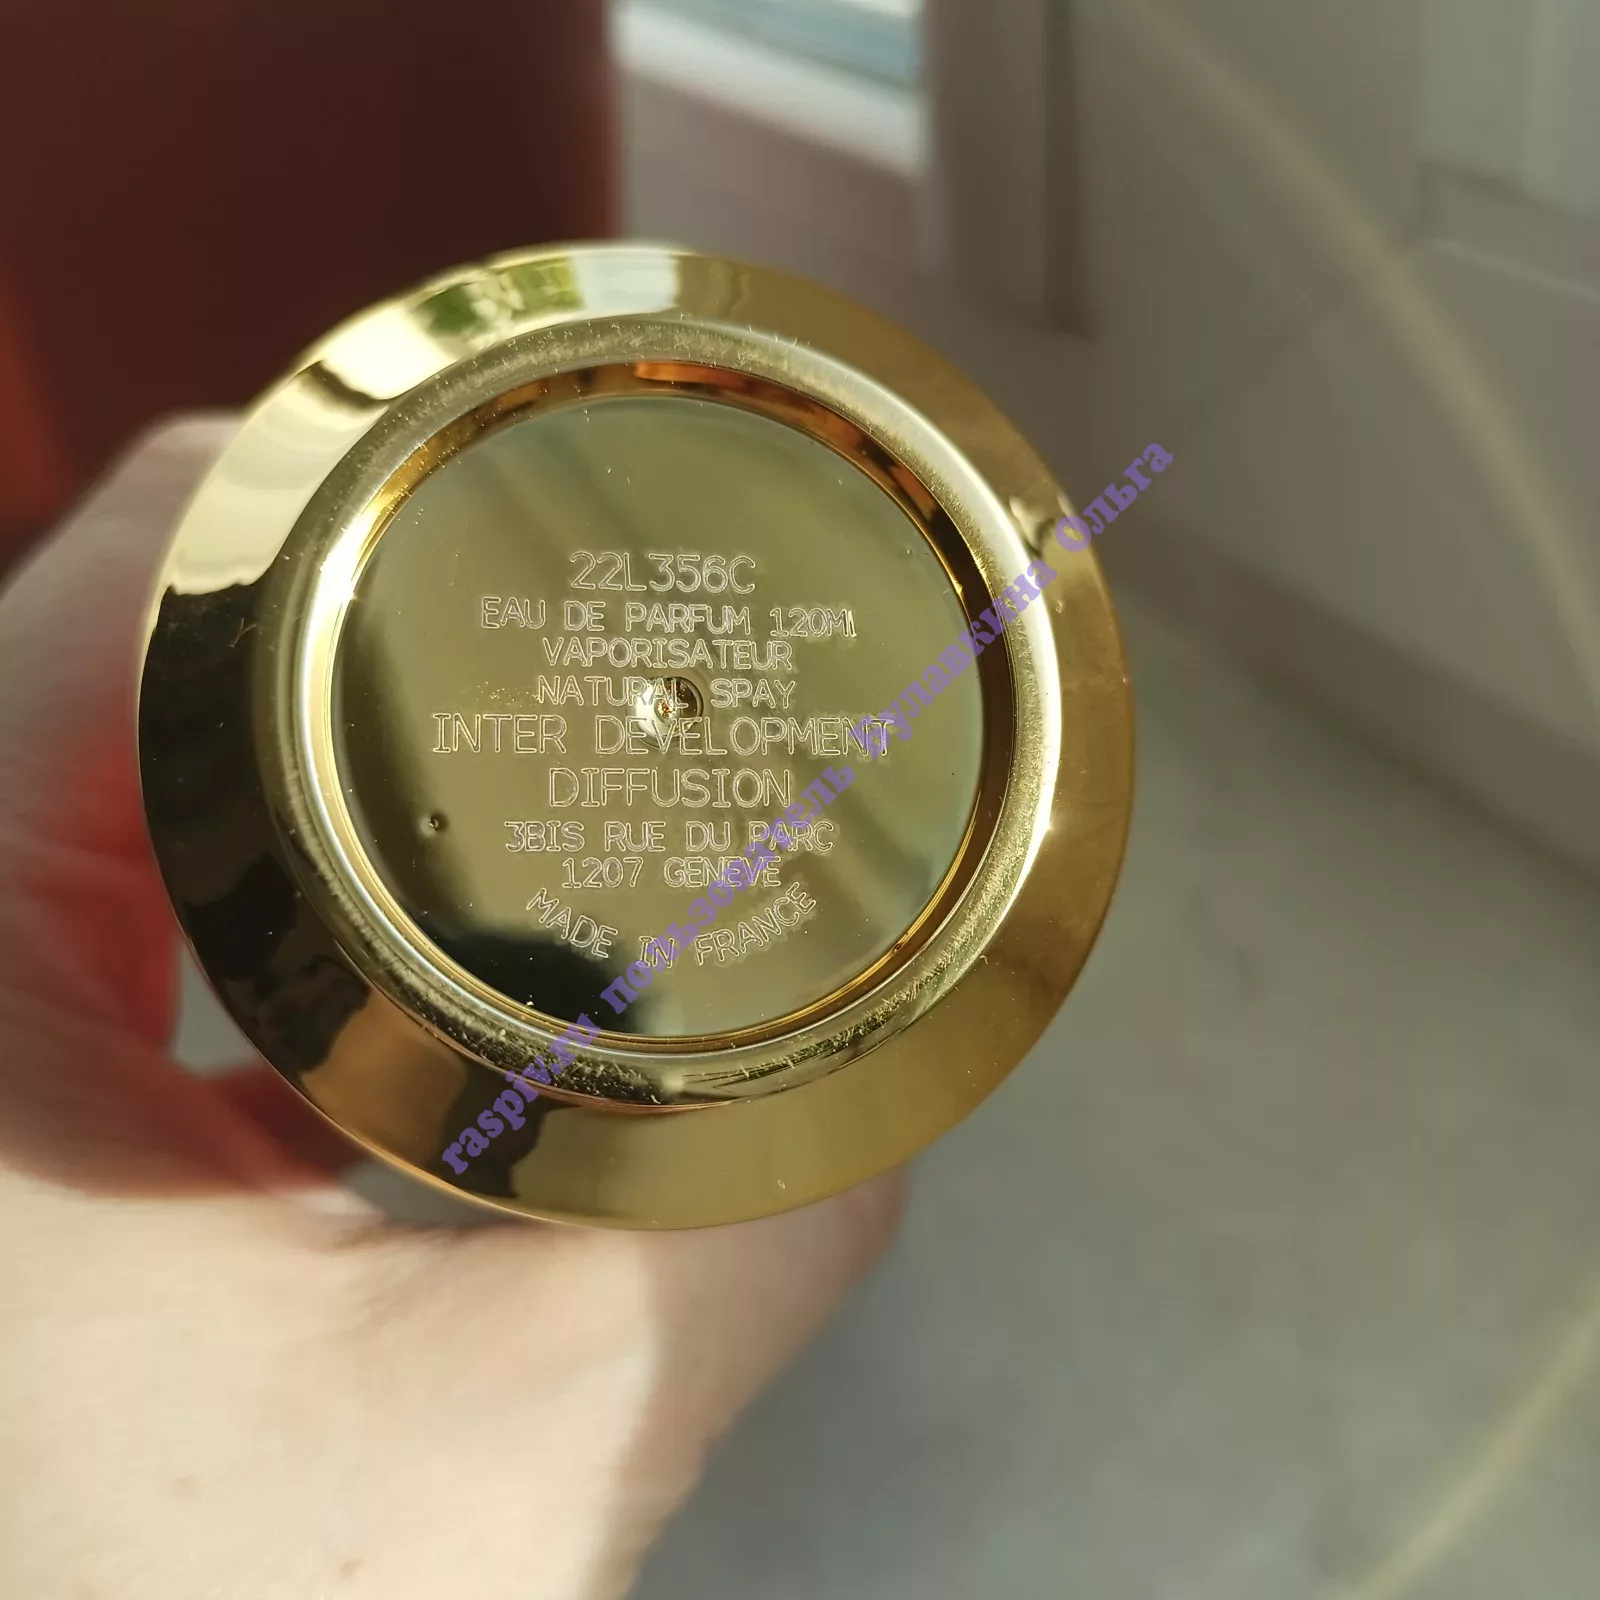 22L356C
EAU DE PARFUM 120Ml
VAPORISATEUR
NATURAL SPAY
INTER DEVELOPMENT
DIFFUSION
3BIS RUE DU PARC
1207 GENEVE
MADE IN FRANCE
raspiv.ru пользователь Булавкина Ольга